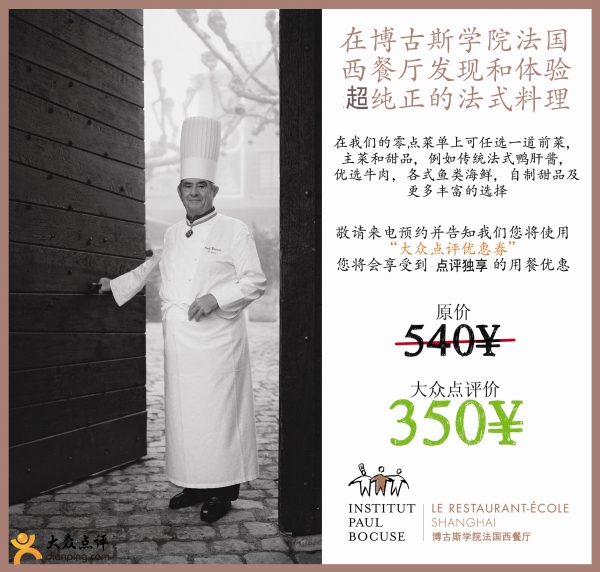 在博古斯学院法国
西餐厅发现和体验
超纯正的法式料理
在我们的零点菜单上可任选一道前菜,
主菜和甜品, 例如传统法式鸭肝酱,
优选牛肉, 各式鱼类海鲜, 自制甜品及
更多丰富的选择
敬请来电预约并告知我们您将使用
“大众点评优惠券”
您将会享受到 点评独享 的用餐优惠
原价
540¥
大众点评价
350¥
INSTITUT
PAUL
BOCUSE
LE RESTAURANT-ÉCOLE
SHANGHAI
博古斯学院法国西餐厅
大众点评
dianping.com